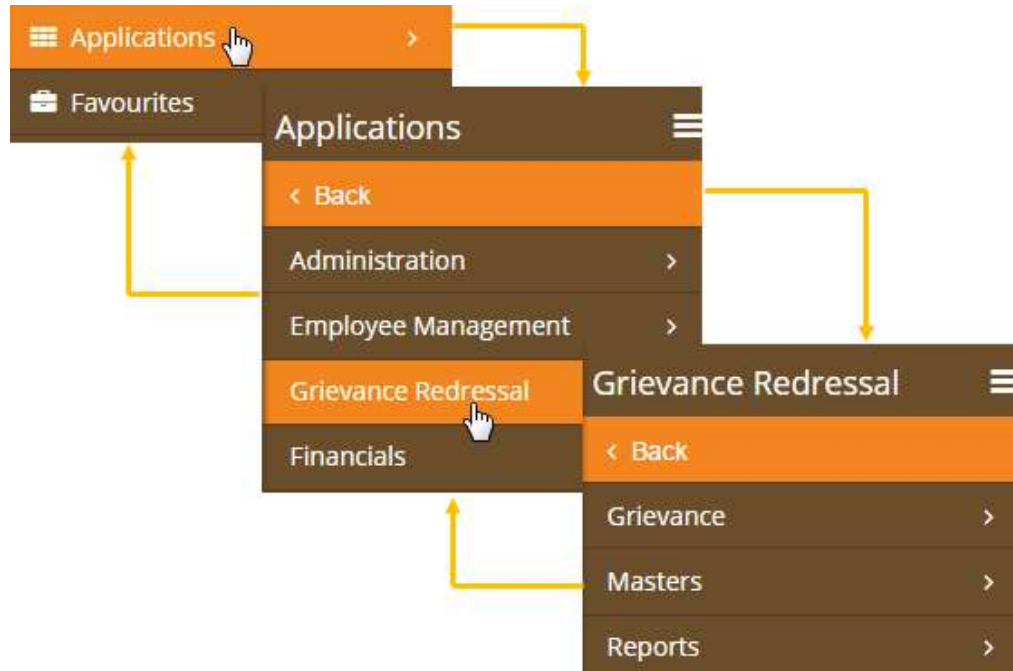 Applications
Favourites
Applications
Back
Administration
Employee Management
Grievance Redressal
Financials
Grievance Redressal
Back
Grievance
Masters
Reports